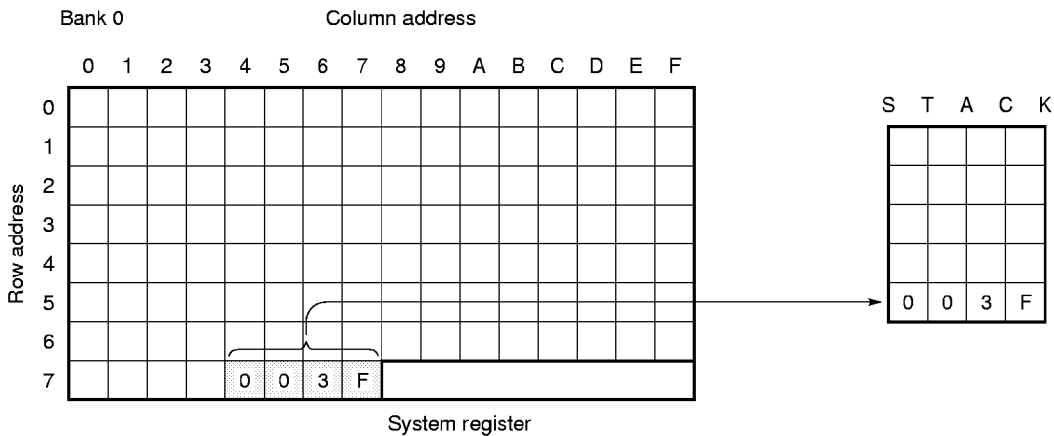 Bank 0 Column address
0 1 2 3 4 5 6 7 8 9 A B C D E F
S T A C K
0
1
2
3
4
5
6
7
Row address
0 0 3 F
0 0 3 F
System register